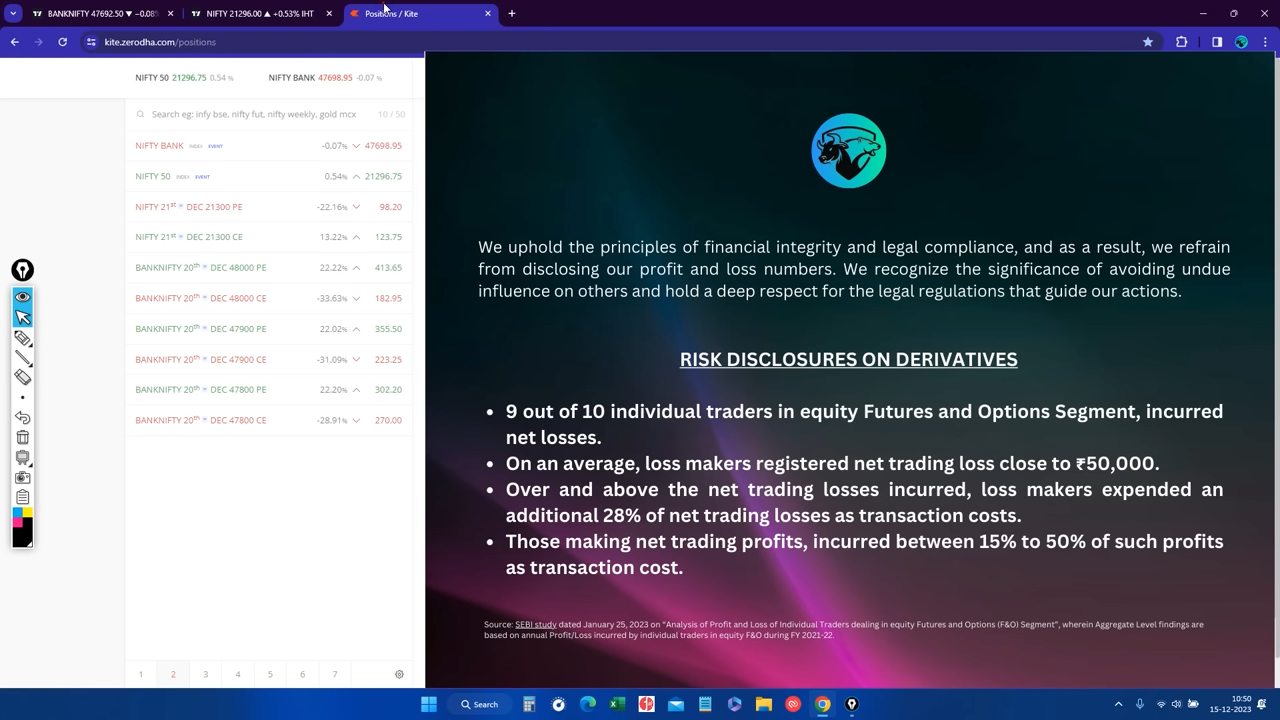 BANKNIFTY 47692.50 ▼ −0.08%
NIFTY 21296.00 ▲ +0.53% IHT
Positions / Kite
kite.zerodha.com/positions
NIFTY 50 21296.75 0.54 %
NIFTY BANK 47698.95 -0.07 %
Search eg: infy bse, nifty fut, nifty weekly, gold mcx 10 / 50
NIFTY BANK INDEX EVENT -0.07% 47698.95
NIFTY 50 INDEX EVENT 0.54% 21296.75
NIFTY 21st w DEC 21300 PE -22.16% 98.20
NIFTY 21st w DEC 21300 CE 13.22% 123.75
BANKNIFTY 20th w DEC 48000 PE 22.22% 413.65
BANKNIFTY 20th w DEC 48000 CE -33.63% 182.95
BANKNIFTY 20th w DEC 47900 PE 22.02% 355.50
BANKNIFTY 20th w DEC 47900 CE -31.09% 223.25
BANKNIFTY 20th w DEC 47800 PE 22.20% 302.20
BANKNIFTY 20th w DEC 47800 CE -28.91% 270.00
1 2 3 4 5 6 7
We uphold the principles of financial integrity and legal compliance, and as a result, we refrain
from disclosing our profit and loss numbers. We recognize the significance of avoiding undue
influence on others and hold a deep respect for the legal regulations that guide our actions.
RISK DISCLOSURES ON DERIVATIVES
• 9 out of 10 individual traders in equity Futures and Options Segment, incurred
net losses.
• On an average, loss makers registered net trading loss close to ₹50,000.
• Over and above the net trading losses incurred, loss makers expended an
additional 28% of net trading losses as transaction costs.
• Those making net trading profits, incurred between 15% to 50% of such profits
as transaction cost.
Source: SEBI study dated January 25, 2023 on "Analysis of Profit and Loss of Individual Traders dealing in equity Futures and Options (F&O) Segment", wherein Aggregate Level findings are
based on annual Profit/Loss incurred by individual traders in equity F&O during FY 2021-22.
Search
10:50
15-12-2023